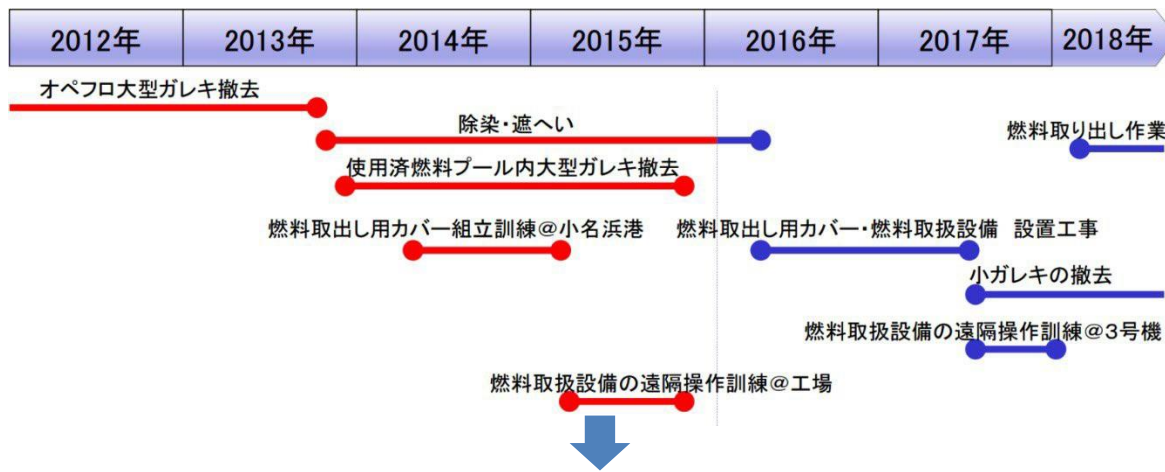 2012年 2013年 2014年 2015年 2016年 2017年 2018年
オペフロ大型ガレキ撤去
除染・遮へい
燃料取り出し作業
使用済燃料プール内大型ガレキ撤去
燃料取出し用カバー組立訓練@小名浜港
燃料取出し用カバー・燃料取扱設備 設置工事
小ガレキの撤去
燃料取扱設備の遠隔操作訓練@3号機
燃料取扱設備の遠隔操作訓練@工場